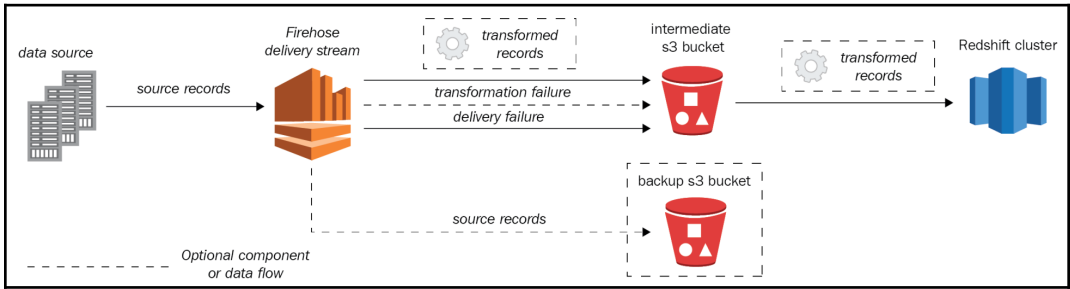 data source
source records
Firehose
delivery stream
transformed
records
transformation failure
delivery failure
intermediate
s3 bucket
transformed
records
Redshift cluster
source records
backup s3 bucket
Optional component
or data flow